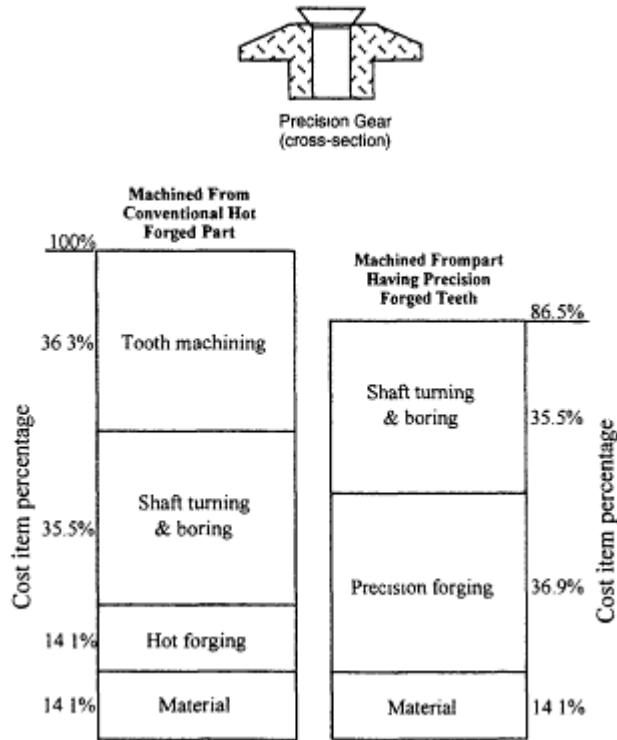 Precision Gear
(cross-section)
Machined From
Conventional Hot
Forged Part
100%
36 3%
Tooth machining
Shaft turning
& boring
35.5%
14 1%
Hot forging
14 1%
Material
Cost item percentage
Machined Frompart
Having Precision
Forged Teeth
86.5%
Shaft turning
& boring
35.5%
Precision forging
36.9%
Material
14 1%
Cost item percentage